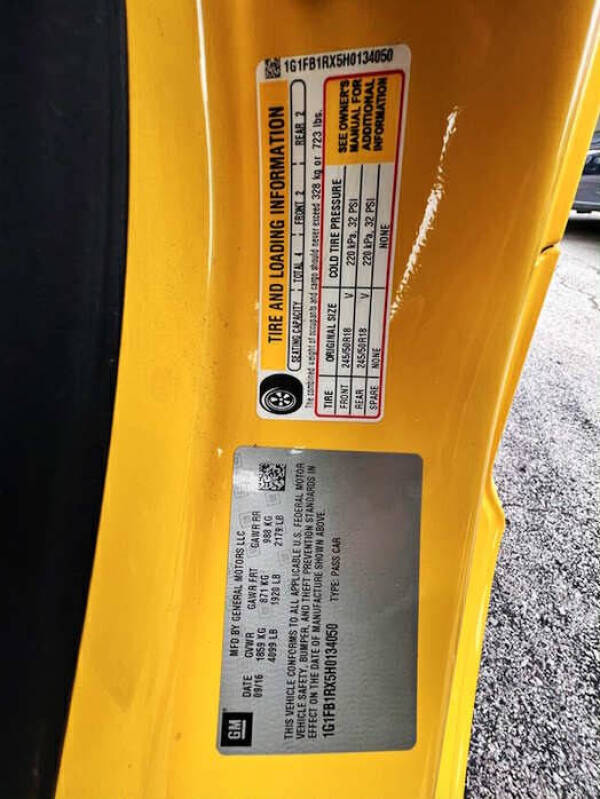 1G1FB1RX5H0134050
TIRE AND LOADING INFORMATION
SEATING CAPACITY TOTAL 4 FRONT 2 REAR 2
The combined weight of occupants and cargo should never exceed 328 kg or 723 lbs.
TIRE ORIGINAL SIZE COLD TIRE PRESSURE
FRONT 245/50R18 V 220 kPa, 32 PSI
REAR 245/50R18 V 220 kPa, 32 PSI
SPARE NONE NONE
SEE OWNER'S
MANUAL FOR
ADDITIONAL
INFORMATION
GM
MFD BY GENERAL MOTORS LLC
DATE GVWR GAWR FRT GAWR RR
09/16 1859 KG 871 KG 988 KG
4099 LB 1920 LB 2179 LB
THIS VEHICLE CONFORMS TO ALL APPLICABLE U.S. FEDERAL MOTOR
VEHICLE SAFETY, BUMPER, AND THEFT PREVENTION STANDARDS IN
EFFECT ON THE DATE OF MANUFACTURE SHOWN ABOVE.
1G1FB1RX5H0134050 TYPE: PASS CAR